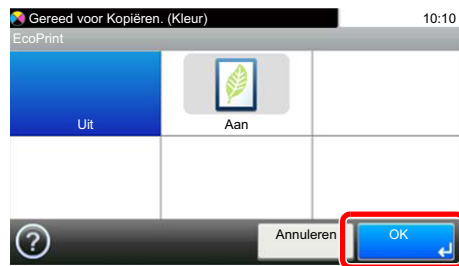 Gereed voor Kopiëren. (Kleur) 10:10
EcoPrint
Uit Aan
? Annuleren OK